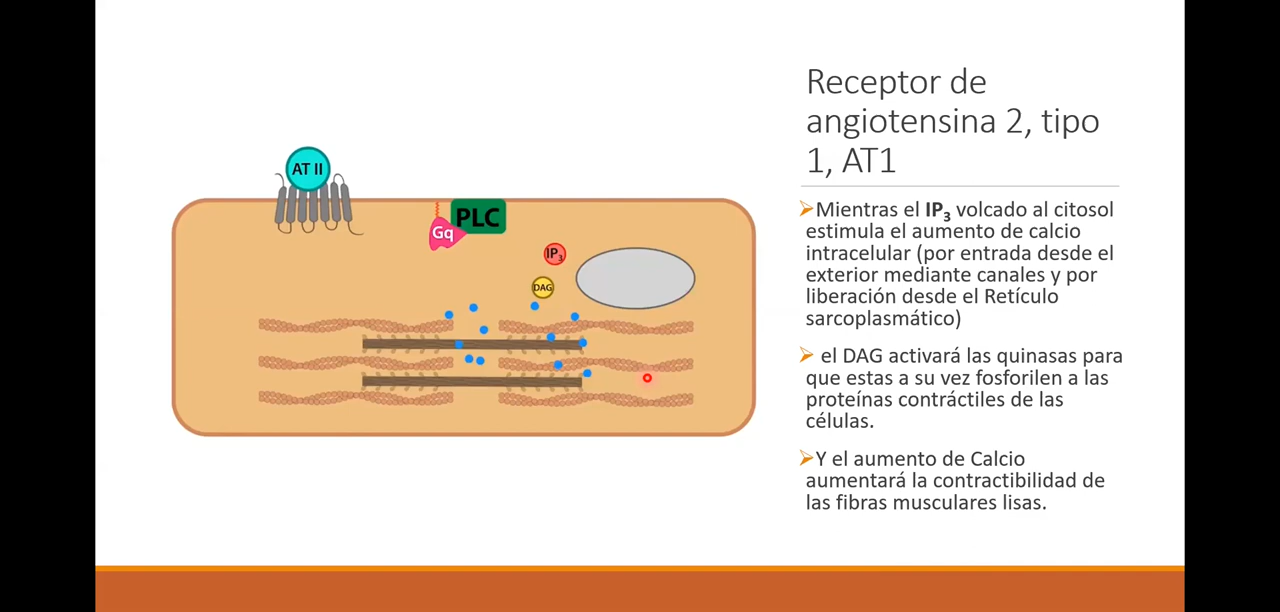 Receptor de
angiotensina 2, tipo
1, AT1
AT II
PLC
Gq
IP3
DAG
Mientras el IP3 volcado al citosol
estimula el aumento de calcio
intracelular (por entrada desde el
exterior mediante canales y por
liberación desde el Retículo
sarcoplasmático)
el DAG activará las quinasas para
que estas a su vez fosforilen a las
proteínas contráctiles de las
células.
Y el aumento de Calcio
aumentará la contractibilidad de
las fibras musculares lisas.